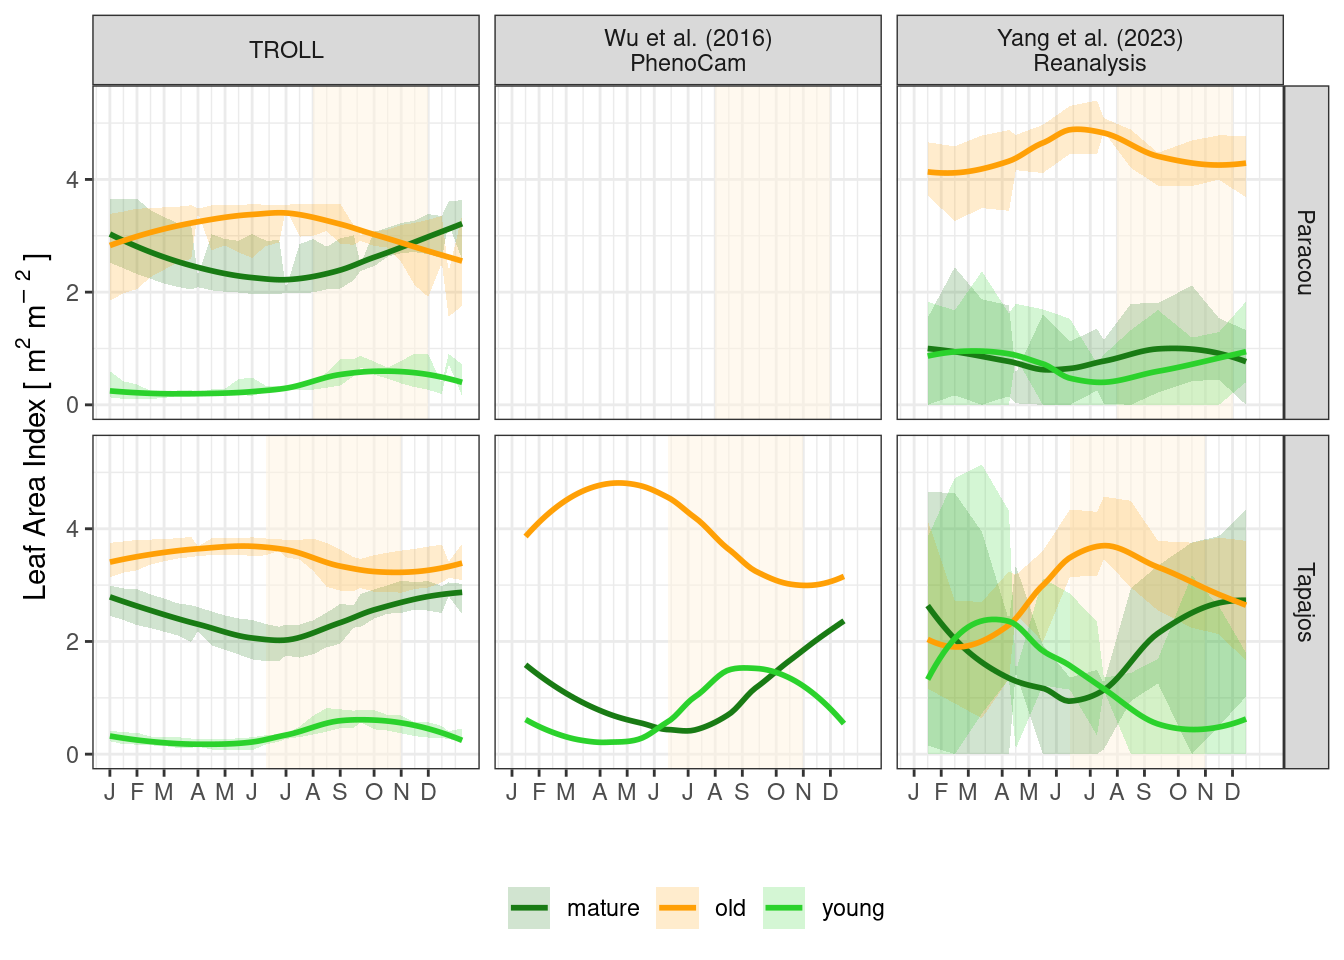 TROLL
Wu et al. (2016)
PhenoCam
Yang et al. (2023)
Reanalysis
Leaf Area Index [ m² m⁻² ]
4
2
0
Paracou
4
2
0
Tapajos
J F M A M J J A S O N D
J F M A M J J A S O N D
J F M A M J J A S O N D
mature old young